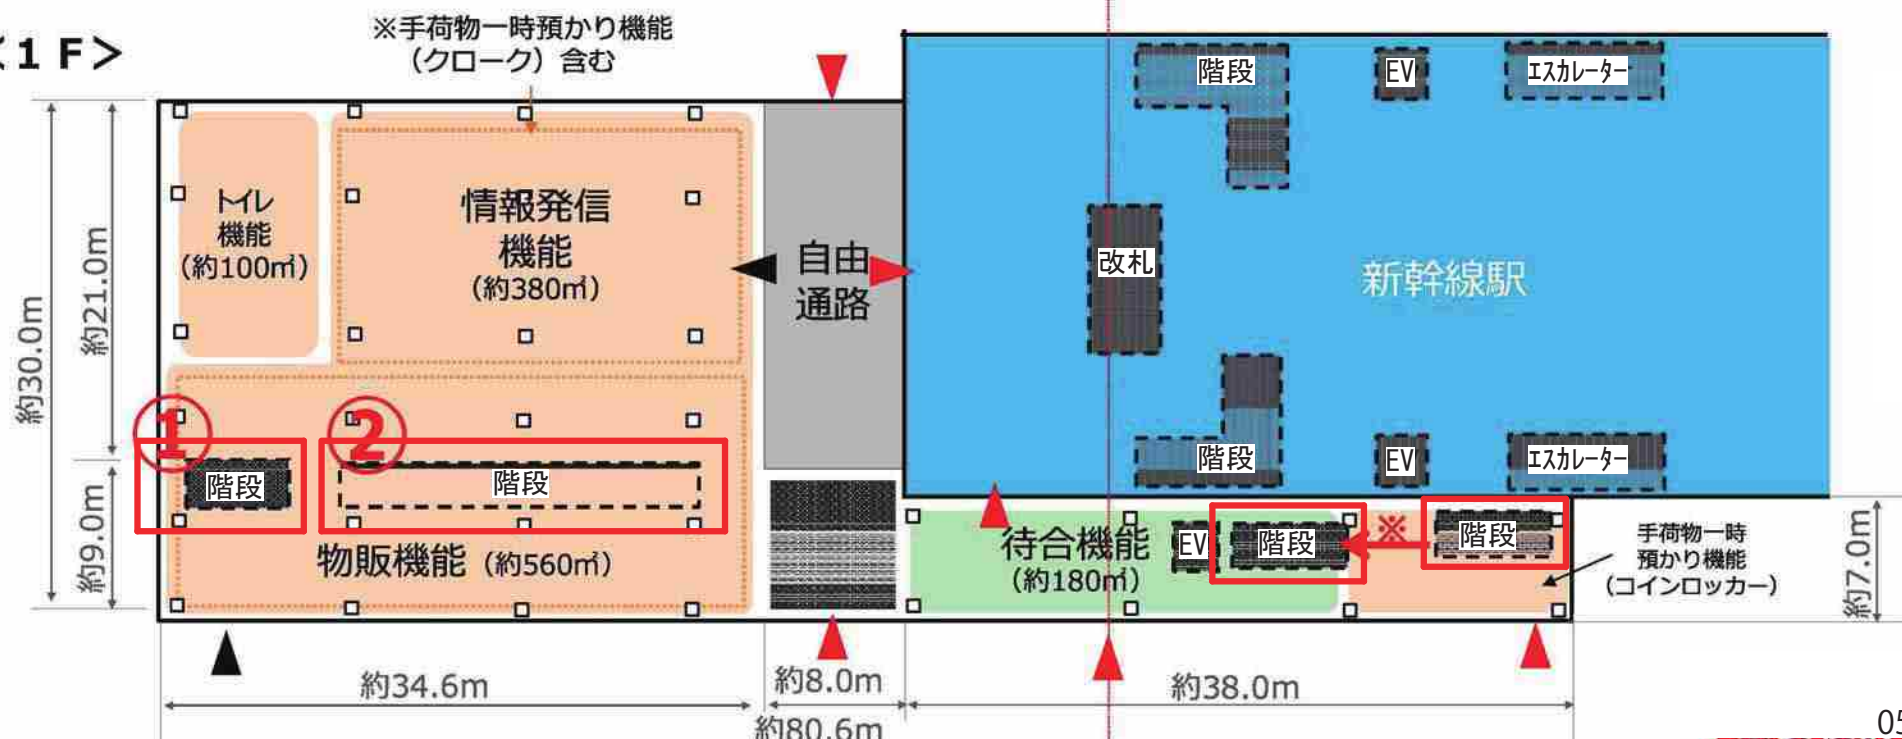 <1F>
※手荷物一時預かり機能
（クローク）含む
トイレ
機能
（約100㎡）
情報発信
機能
（約380㎡）
自由
通路
階段
EV
エスカレーター
改札
新幹線駅
階段
EV
エスカレーター
約30.0m
約21.0m
約9.0m
①
階段
②
階段
物販機能（約560㎡）
待合機能
（約180㎡）
EV
階段
※
階段
手荷物一時
預かり機能
（コインロッカー）
約7.0m
約34.6m
約8.0m
約38.0m
約80.6m
05